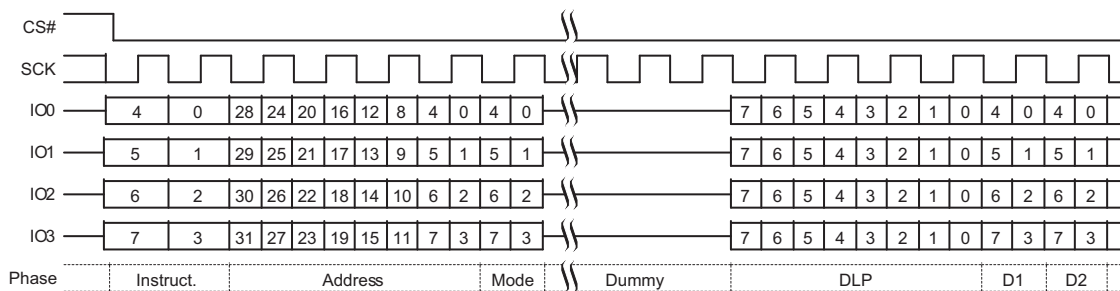 CS#
SCK
IO0 4 0 28 24 20 16 12 8 4 0 4 0 7 6 5 4 3 2 1 0 4 0 4 0
IO1 5 1 29 25 21 17 13 9 5 1 5 1 7 6 5 4 3 2 1 0 5 1 5 1
IO2 6 2 30 26 22 18 14 10 6 2 6 2 7 6 5 4 3 2 1 0 6 2 6 2
IO3 7 3 31 27 23 19 15 11 7 3 7 3 7 6 5 4 3 2 1 0 7 3 7 3
Phase Instruct. Address Mode Dummy DLP D1 D2